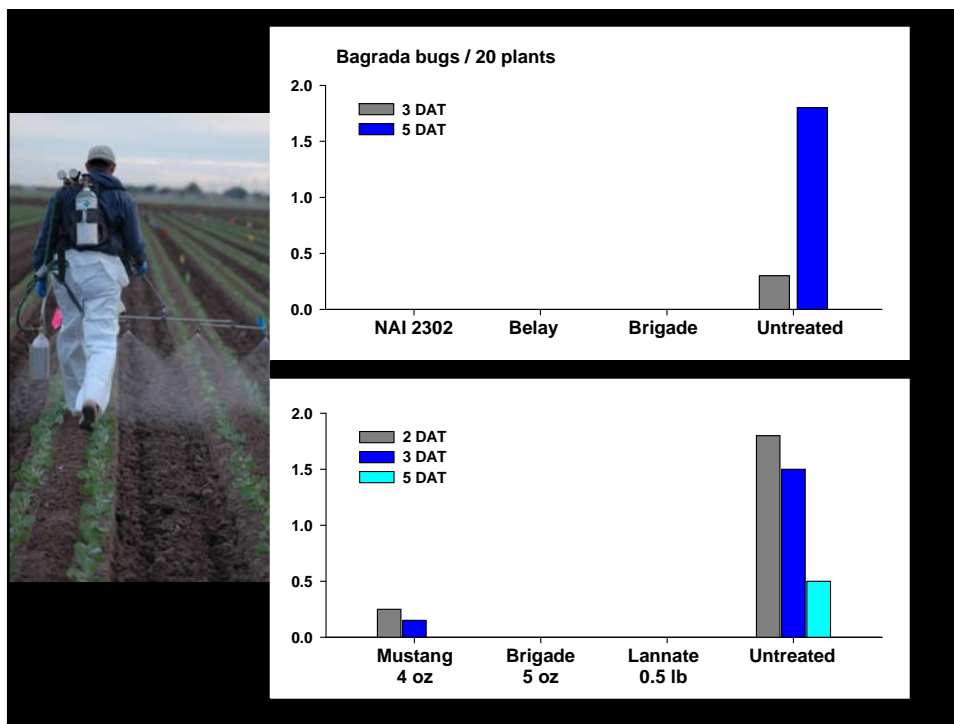 Bagrada bugs / 20 plants
2.0
1.5
1.0
0.5
0.0
3 DAT
5 DAT
NAI 2302 Belay Brigade Untreated
2.0
1.5
1.0
0.5
0.0
2 DAT
3 DAT
5 DAT
Mustang Brigade Lannate Untreated
4 oz 5 oz 0.5 lb